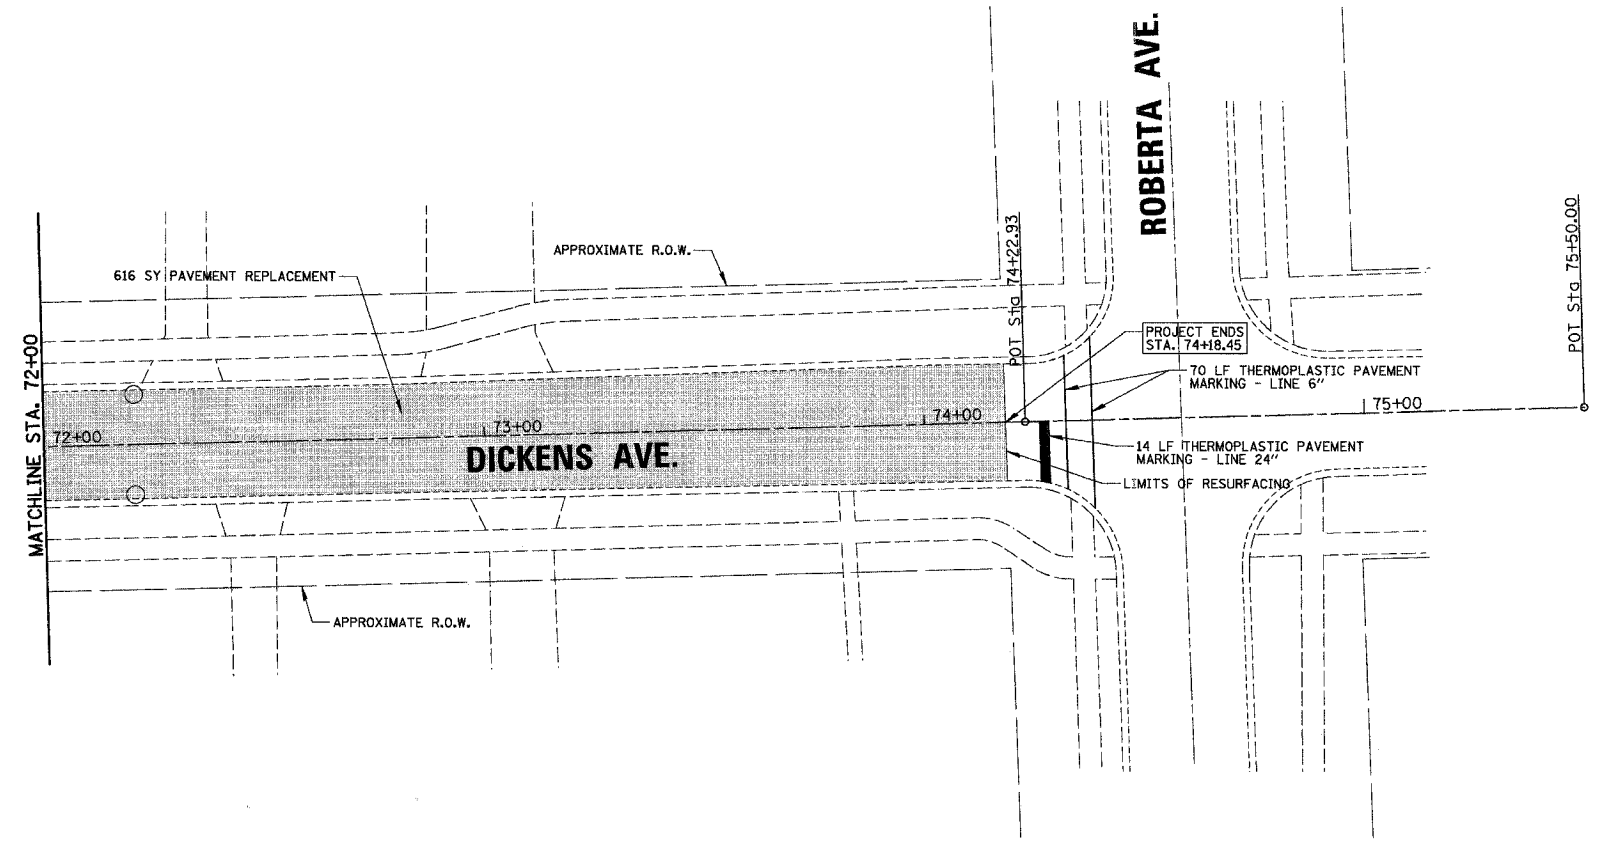 ROBERTA AVE.
POT Sta 74+22.93
POT Sta 75+50.00
APPROXIMATE R.O.W.
616 SY PAVEMENT REPLACEMENT
PROJECT ENDS
STA. 74+18.45
70 LF THERMOPLASTIC PAVEMENT
MARKING - LINE 6"
MATCHLINE STA. 72+00
72+00
73+00
74+00
75+00
DICKENS AVE.
14 LF THERMOPLASTIC PAVEMENT
MARKING - LINE 24"
LIMITS OF RESURFACING
APPROXIMATE R.O.W.